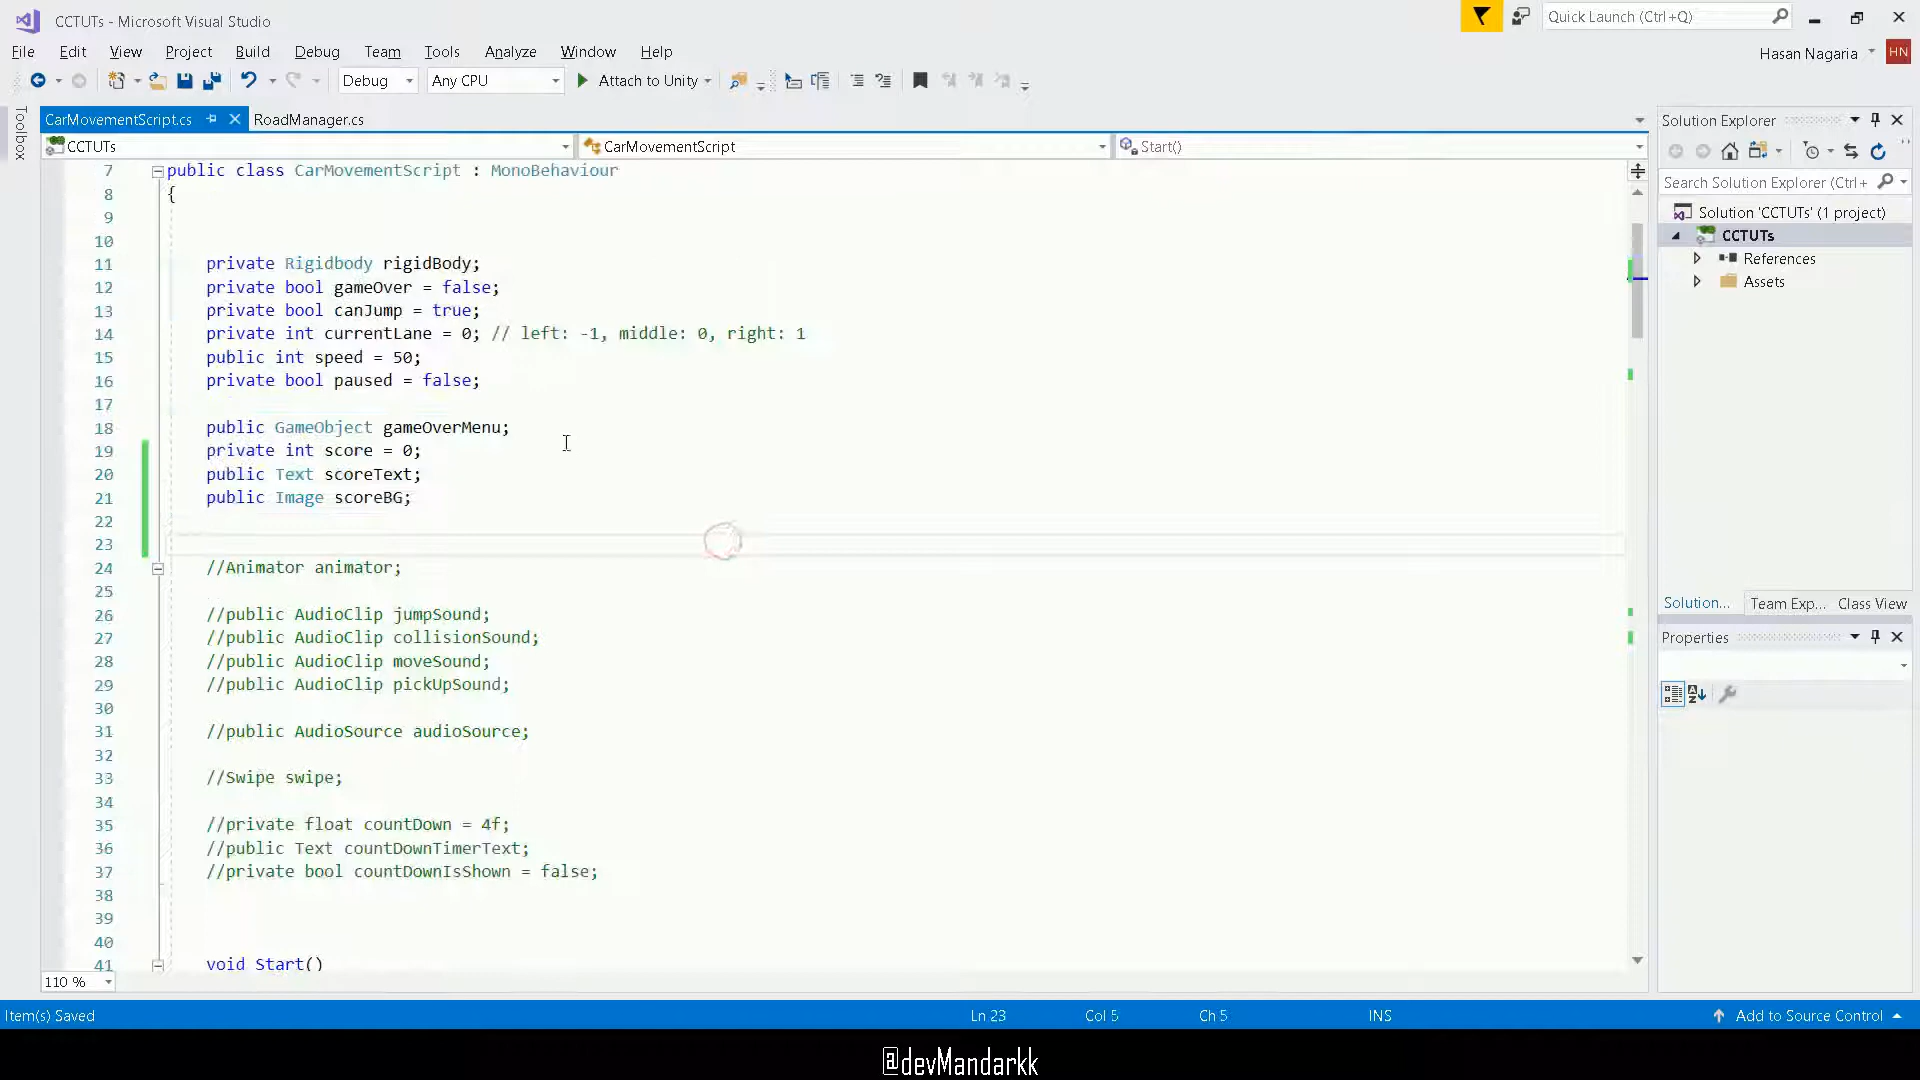 CCTUTs - Microsoft Visual Studio
Quick Launch (Ctrl+Q)
File Edit View Project Build Debug Team Tools Analyze Window Help
Hasan Nagaria HN
Debug Any CPU Attach to Unity
Toolbox
CarMovementScript.cs RoadManager.cs
CCTUTs CarMovementScript Start()
7 public class CarMovementScript : MonoBehaviour
8 {
9
10
11 private Rigidbody rigidBody;
12 private bool gameOver = false;
13 private bool canJump = true;
14 private int currentLane = 0; // left: -1, middle: 0, right: 1
15 public int speed = 50;
16 private bool paused = false;
17
18 public GameObject gameOverMenu;
19 private int score = 0;
20 public Text scoreText;
21 public Image scoreBG;
22
23
24 //Animator animator;
25
26 //public AudioClip jumpSound;
27 //public AudioClip collisionSound;
28 //public AudioClip moveSound;
29 //public AudioClip pickUpSound;
30
31 //public AudioSource audioSource;
32
33 //Swipe swipe;
34
35 //private float countDown = 4f;
36 //public Text countDownTimerText;
37 //private bool countDownIsShown = false;
38
39
40
41 void Start()
110 %
Solution Explorer
Search Solution Explorer (Ctrl+
Solution 'CCTUTs' (1 project)
CCTUTs
References
Assets
Solution... Team Exp... Class View
Properties
Item(s) Saved Ln 23 Col 5 Ch 5 INS Add to Source Control
@devMandarkk